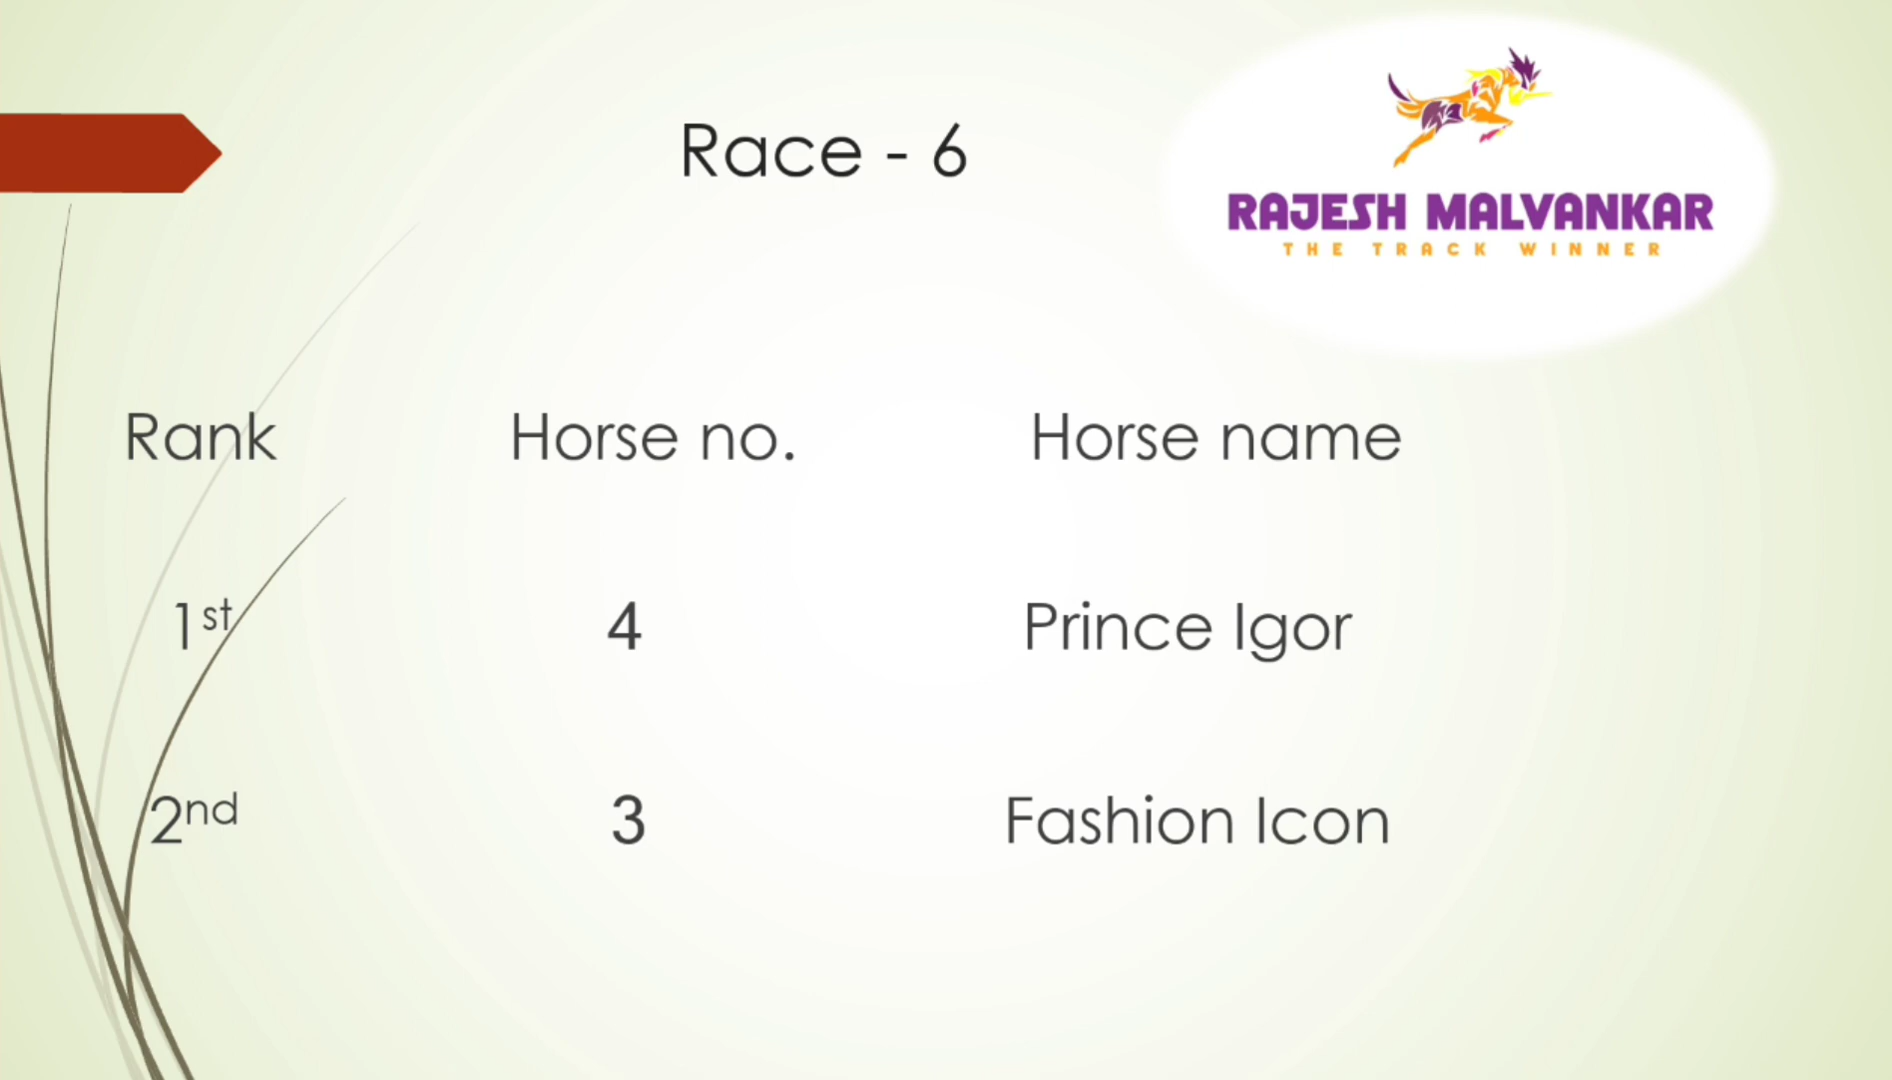 Race - 6
RAJESH MALVANKAR
THE TRACK WINNER
Rank Horse no. Horse name
1st 4 Prince Igor
2nd 3 Fashion Icon